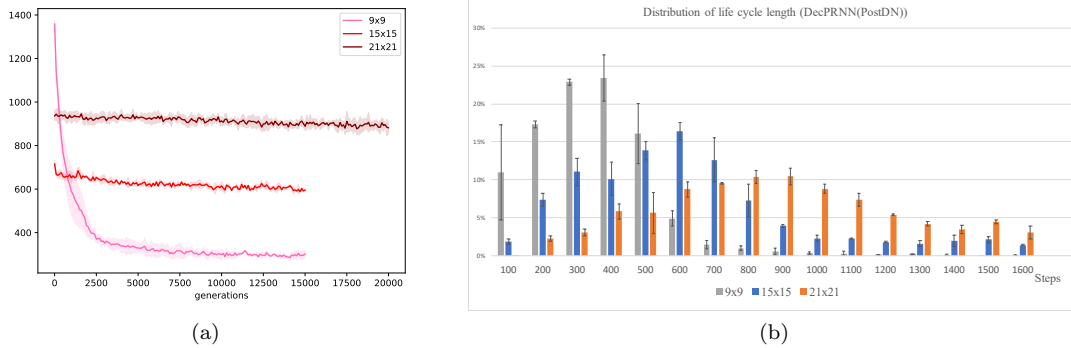 1400
1200
1000
800
600
400
0 2500 5000 7500 10000 12500 15000 17500 20000
generations
9x9
15x15
21x21
(a)
Distribution of life cycle length (DecPRNN(PostDN))
30%
25%
20%
15%
10%
5%
0%
100 200 300 400 500 600 700 800 900 1000 1100 1200 1300 1400 1500 1600
Steps
9x9 15x15 21x21
(b)